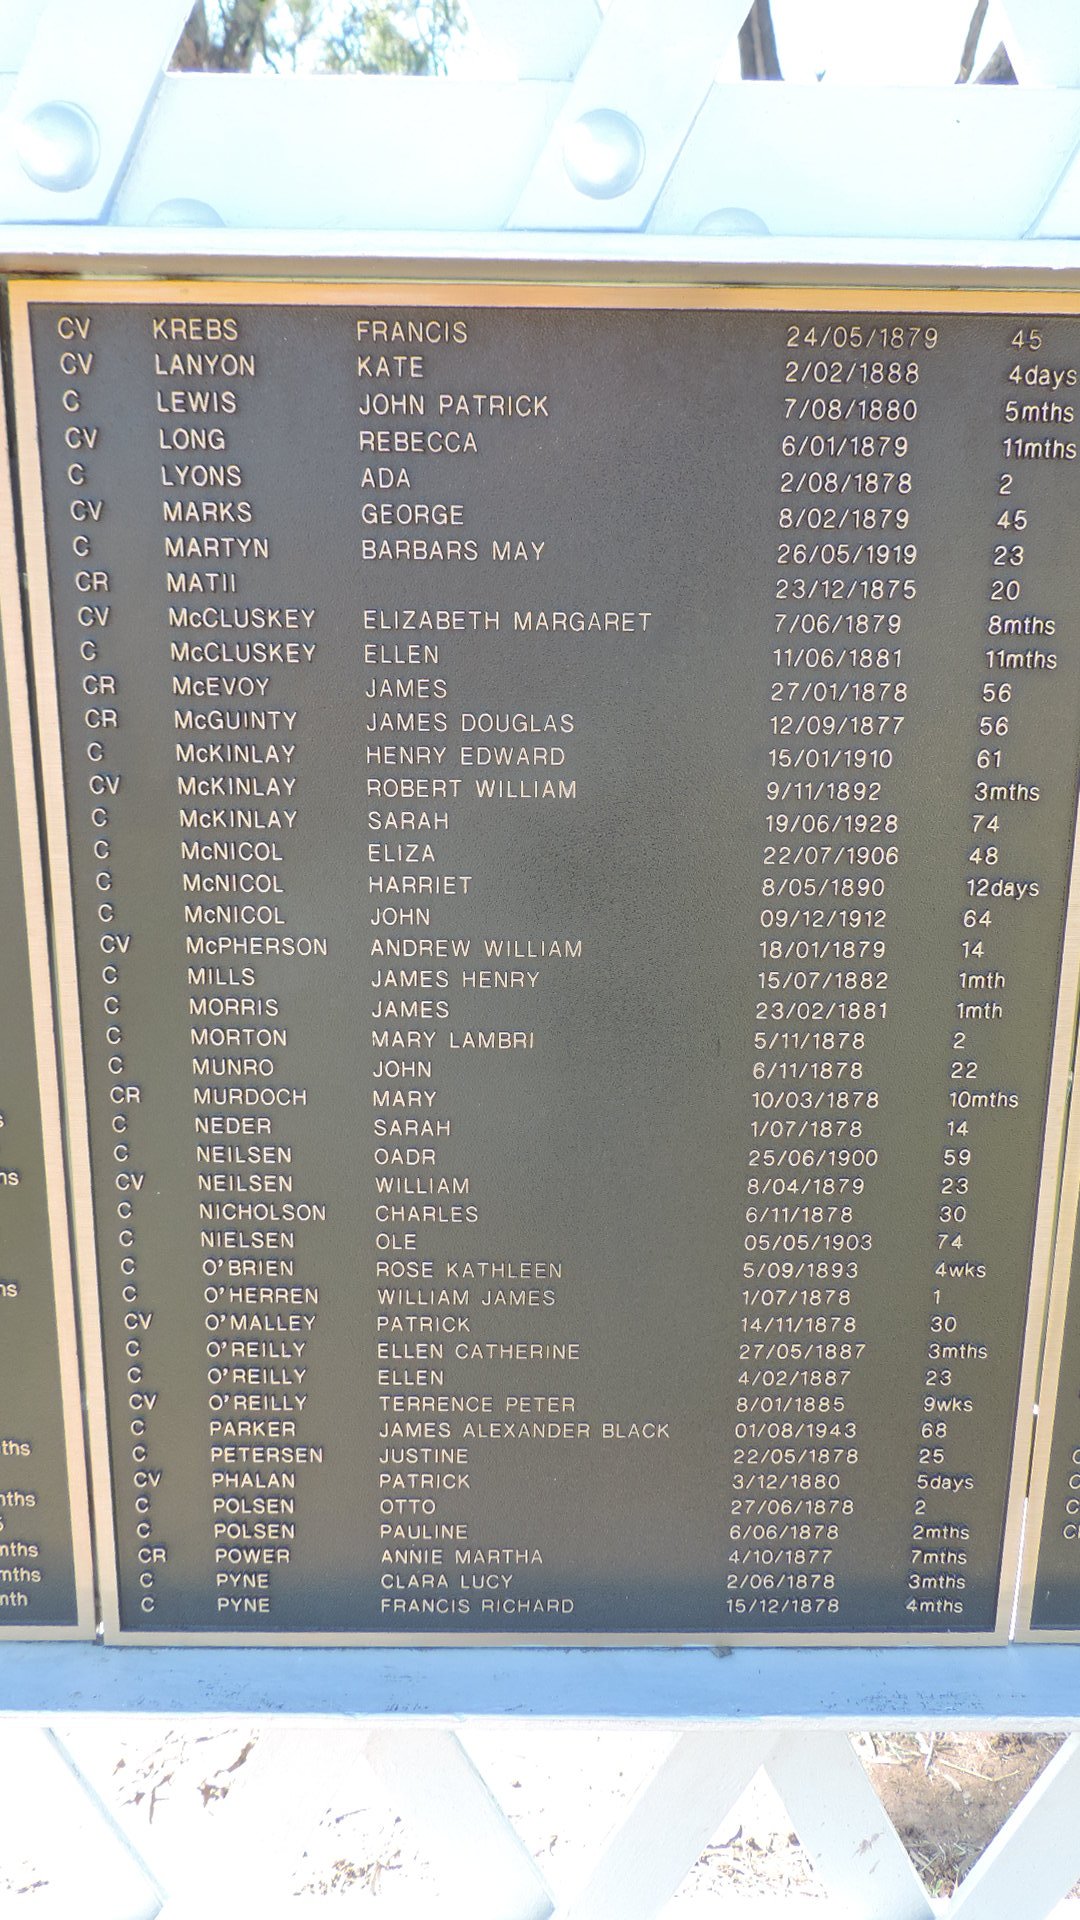 CV KREBS FRANCIS 24/05/1879 45
CV LANYON KATE 2/02/1888 4days
C LEWIS JOHN PATRICK 7/08/1880 5mths
CV LONG REBECCA 6/01/1879 11mths
C LYONS ADA 2/08/1878 2
CV MARKS GEORGE 8/02/1879 45
C MARTYN BARBARS MAY 26/05/1919 23
CR MATII 23/12/1875 20
CV McCLUSKEY ELIZABETH MARGARET 7/06/1879 8mths
C McCLUSKEY ELLEN 11/06/1881 11mths
CR McEVOY JAMES 27/01/1878 56
CR McGUINTY JAMES DOUGLAS 12/09/1877 56
C McKINLAY HENRY EDWARD 15/01/1910 61
CV McKINLAY ROBERT WILLIAM 9/11/1892 3mths
C McKINLAY SARAH 19/06/1928 74
C McNICOL ELIZA 22/07/1906 48
C McNICOL HARRIET 8/05/1890 12days
C McNICOL JOHN 09/12/1912 64
CV McPHERSON ANDREW WILLIAM 18/01/1879 14
C MILLS JAMES HENRY 15/07/1882 1mth
C MORRIS JAMES 23/02/1881 1mth
C MORTON MARY LAMBRI 5/11/1878 2
C MUNRO JOHN 6/11/1878 22
CR MURDOCH MARY 10/03/1878 10mths
C NEDER SARAH 1/07/1878 14
C NEILSEN OADR 25/06/1900 59
CV NEILSEN WILLIAM 8/04/1879 23
C NICHOLSON CHARLES 6/11/1878 30
C NIELSEN OLE 05/05/1903 74
C O'BRIEN ROSE KATHLEEN 5/09/1893 4wks
C O'HERREN WILLIAM JAMES 1/07/1878 1
CV O'MALLEY PATRICK 14/11/1878 30
C O'REILLY ELLEN CATHERINE 27/05/1887 3mths
C O'REILLY ELLEN 4/02/1887 23
CV O'REILLY TERRENCE PETER 8/01/1885 9wks
C PARKER JAMES ALEXANDER BLACK 01/08/1943 68
C PETERSEN JUSTINE 22/05/1878 25
CV PHALAN PATRICK 3/12/1880 5days
C POLSEN OTTO 27/06/1878 2
C POLSEN PAULINE 6/06/1878 2mths
CR POWER ANNIE MARTHA 4/10/1877 7mths
C PYNE CLARA LUCY 2/06/1878 3mths
C PYNE FRANCIS RICHARD 15/12/1878 4mths